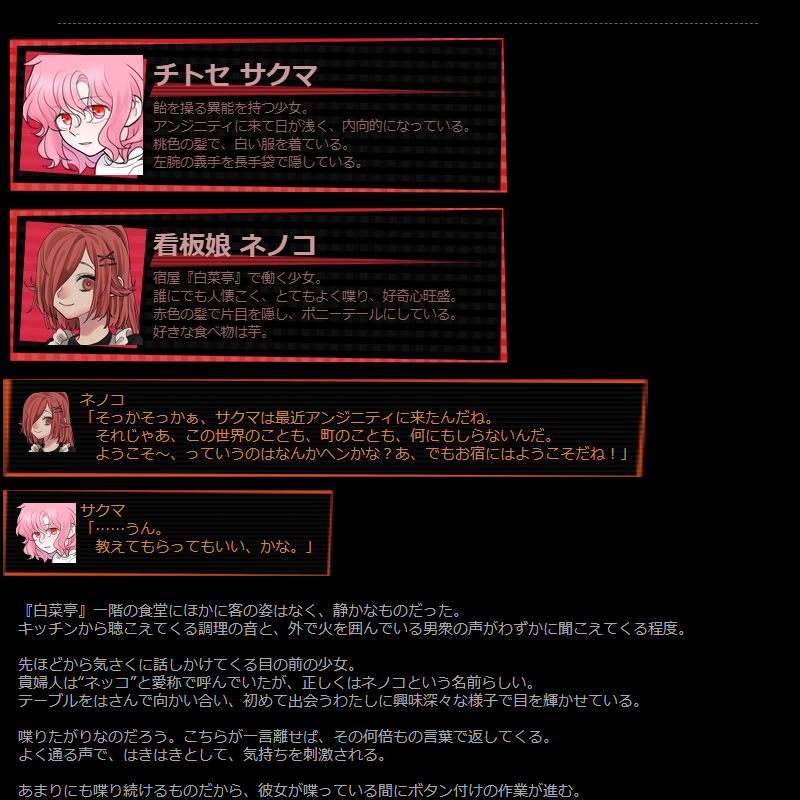 チトセ サクマ
飴を操る異能を持つ少女。
アンジニティに来て日が浅く、内向的になっている。
桃色の髪で、白い服を着ている。
左腕の義手を長手袋で隠している。
看板娘 ネノコ
宿屋『白菜亭』で働く少女。
誰にでも人懐こく、とてもよく喋り、好奇心旺盛。
赤色の髪で片目を隠し、ポニーテールにしている。
好きな食べ物は芋。
ネノコ
「そっかそっかぁ、サクマは最近アンジニティに来たんだね。
それじゃあ、この世界のことも、町のことも、何にもしらないんだ。
ようこそ～、っていうのはなんかヘンかな？あ、でもお宿にはようこそだね！」
サクマ
「……うん。
教えてもらってもいい、かな。」
『白菜亭』一階の食堂にほかに客の姿はなく、静かなものだった。
キッチンから聴こえてくる調理の音と、外で火を囲んでいる男衆の声がわずかに聞こえてくる程度。
先ほどから気さくに話しかけてくる目の前の少女。
貴婦人は“ネッコ”と愛称で呼んでいたが、正しくはネノコという名前らしい。
テーブルをはさんで向かい合い、初めて出会うわたしに興味深々な様子で目を輝かせている。
喋りたがりなのだろう。こちらが一言離せば、その何倍もの言葉で返してくる。
よく通る声で、はきはきとして、気持ちを刺激される。
あまりにも喋り続けるものだから、彼女が喋っている間にボタン付けの作業が進む。